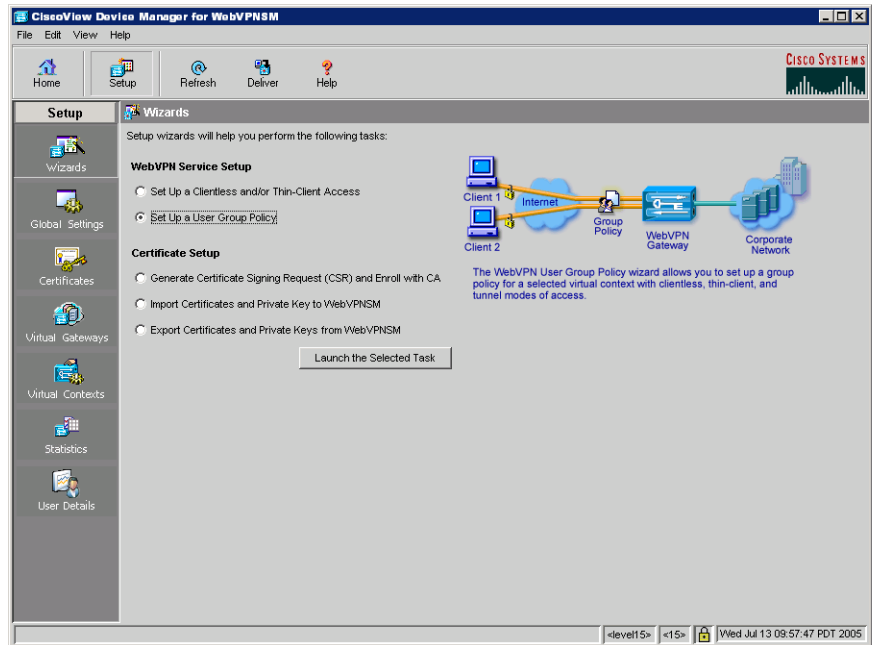 CiscoView Device Manager for WebVPNSM
File Edit View Help
Home Setup Refresh Deliver Help
CISCO SYSTEMS
Setup
Wizards
Global Settings
Certificates
Virtual Gateways
Virtual Contexts
Statistics
User Details
Wizards
Setup wizards will help you perform the following tasks:
WebVPN Service Setup
Set Up a Clientless and/or Thin-Client Access
Set Up a User Group Policy
Certificate Setup
Generate Certificate Signing Request (CSR) and Enroll with CA
Import Certificates and Private Key to WebVPNSM
Export Certificates and Private Keys from WebVPNSM
Launch the Selected Task
Client 1
Internet
Client 2
Group
Policy
WebVPN
Gateway
Corporate
Network
The WebVPN User Group Policy wizard allows you to set up a group
policy for a selected virtual context with clientless, thin-client, and
tunnel modes of access.
<level15> <15> Wed Jul 13 09:57:47 PDT 2005